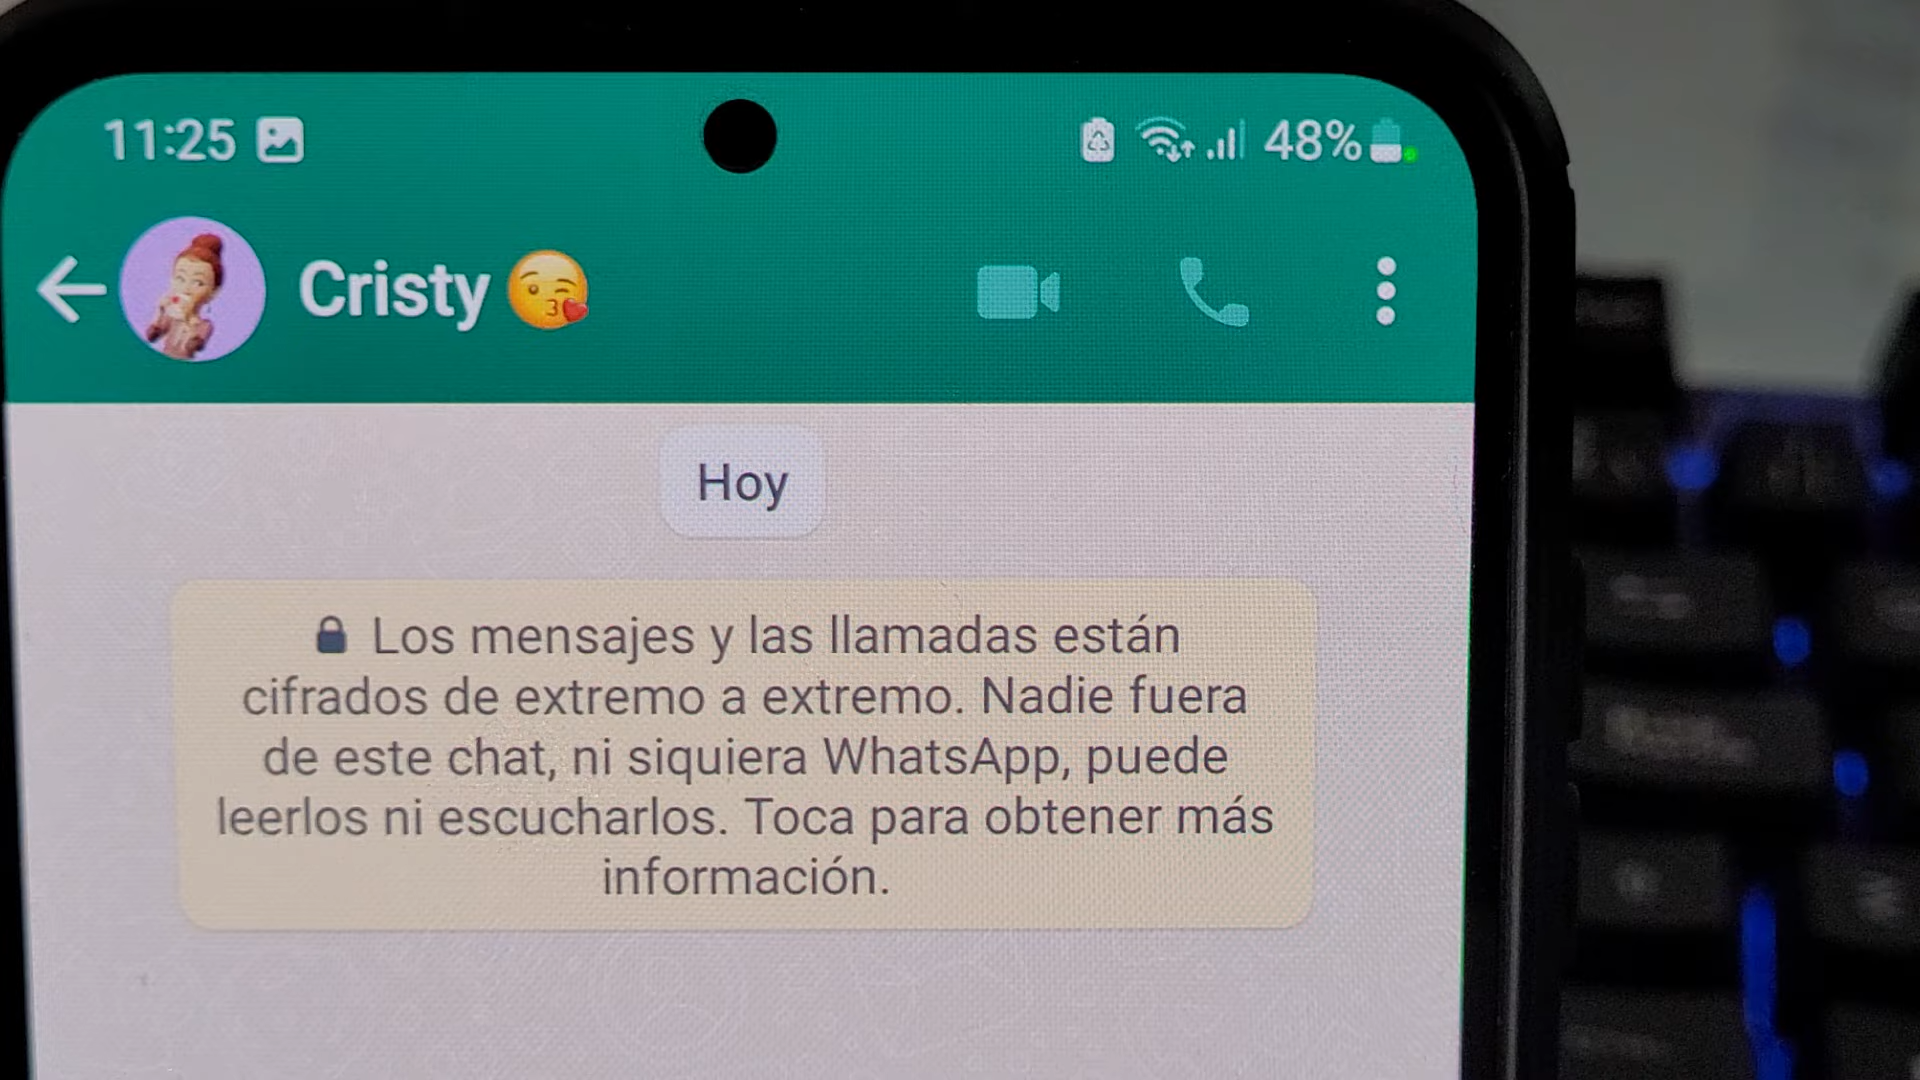 11:25 48%
Cristy 😘
Hoy
🔒 Los mensajes y las llamadas están
cifrados de extremo a extremo. Nadie fuera
de este chat, ni siquiera WhatsApp, puede
leerlos ni escucharlos. Toca para obtener más
información.